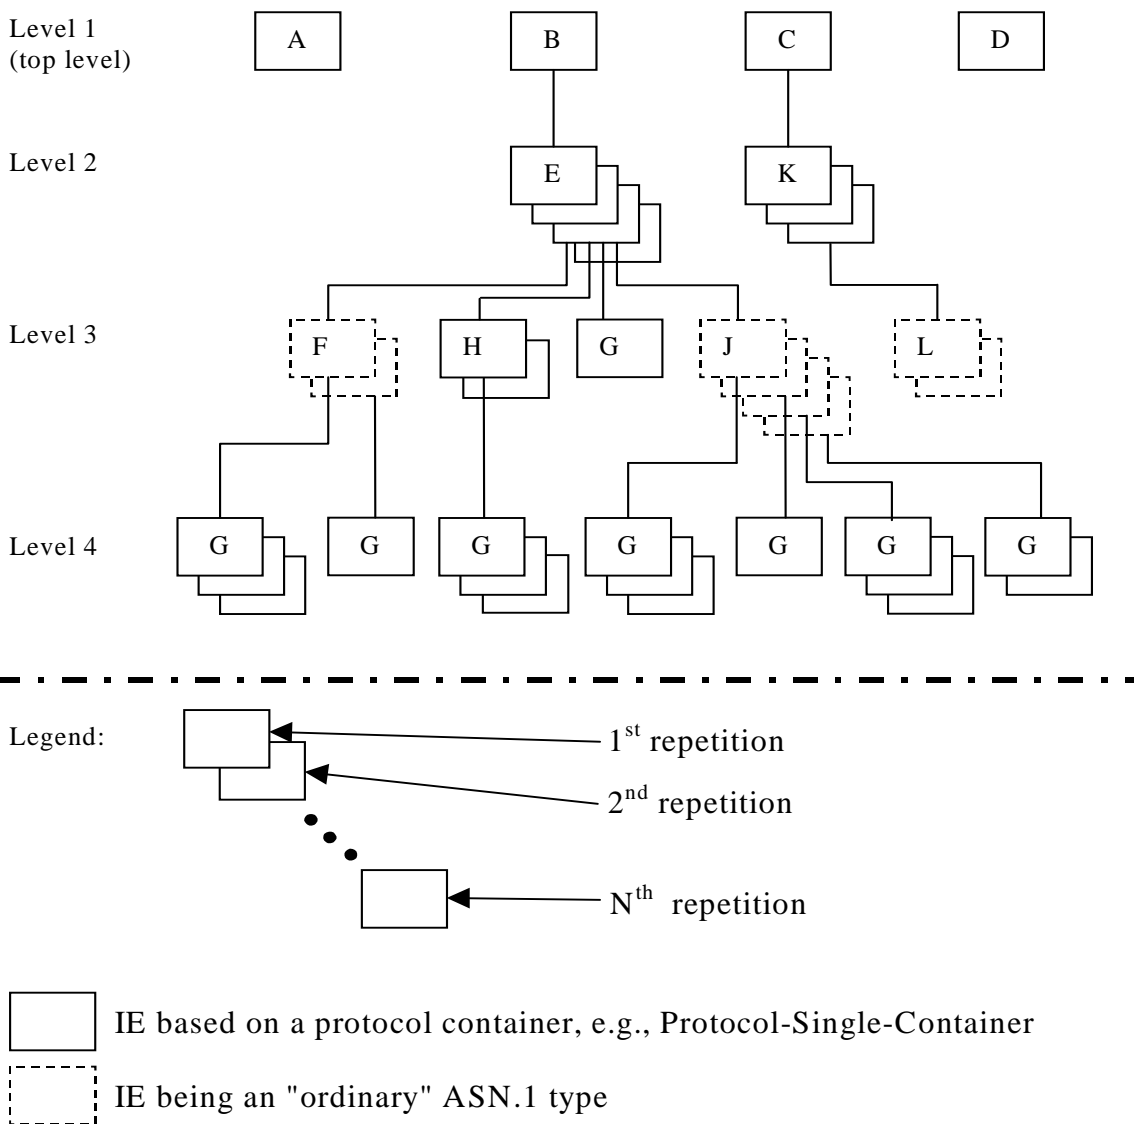 Level 1
(top level)
A B C D
Level 2
E K
Level 3
F H G J L
Level 4
G G G G G G G
Legend:
1st repetition
2nd repetition
Nth repetition
IE based on a protocol container, e.g., Protocol-Single-Container
IE being an "ordinary" ASN.1 type